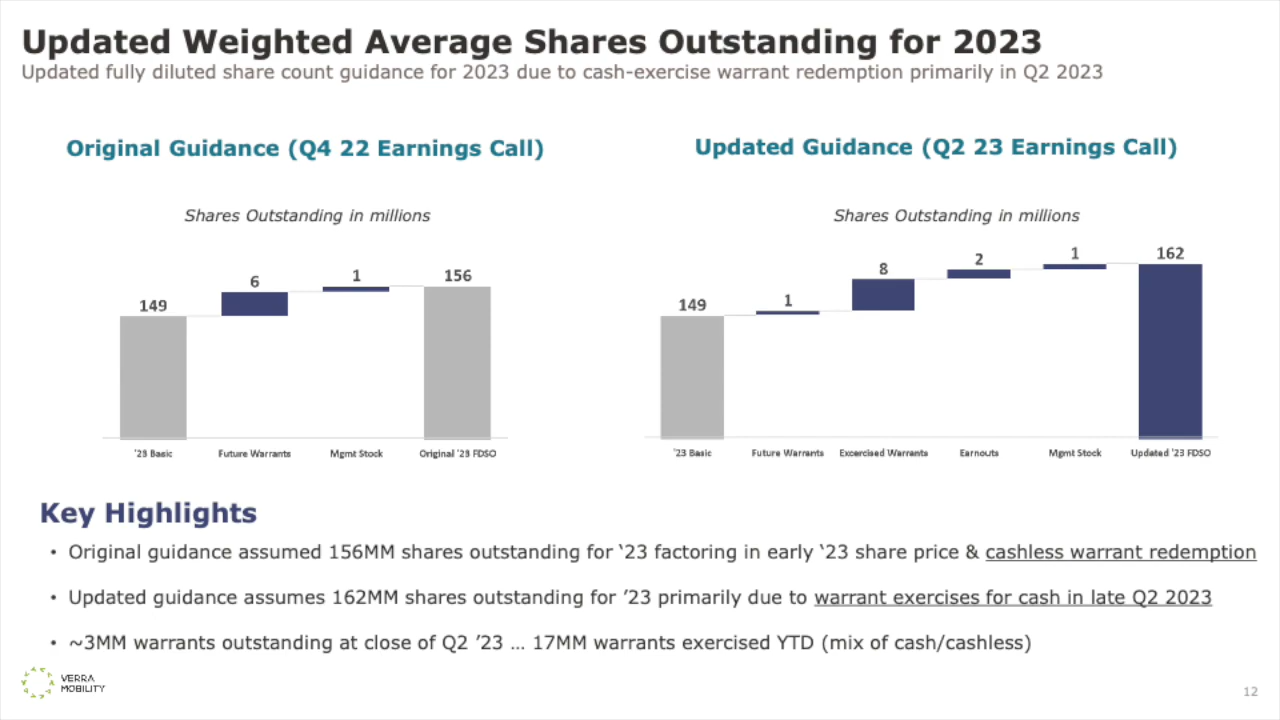 Updated Weighted Average Shares Outstanding for 2023
Updated fully diluted share count guidance for 2023 due to cash-exercise warrant redemption primarily in Q2 2023
Original Guidance (Q4 22 Earnings Call)
Shares Outstanding in millions
149
6
1
156
'23 Basic
Future Warrants
Mgmt Stock
Original '23 FDSO
Updated Guidance (Q2 23 Earnings Call)
Shares Outstanding in millions
149
1
8
2
1
162
'23 Basic
Future Warrants
Excercised Warrants
Earnouts
Mgmt Stock
Updated '23 FDSO
Key Highlights
• Original guidance assumed 156MM shares outstanding for ‘23 factoring in early ‘23 share price & cashless warrant redemption
• Updated guidance assumes 162MM shares outstanding for ’23 primarily due to warrant exercises for cash in late Q2 2023
• ~3MM warrants outstanding at close of Q2 ’23 … 17MM warrants exercised YTD (mix of cash/cashless)
VERRA
MOBILITY
12